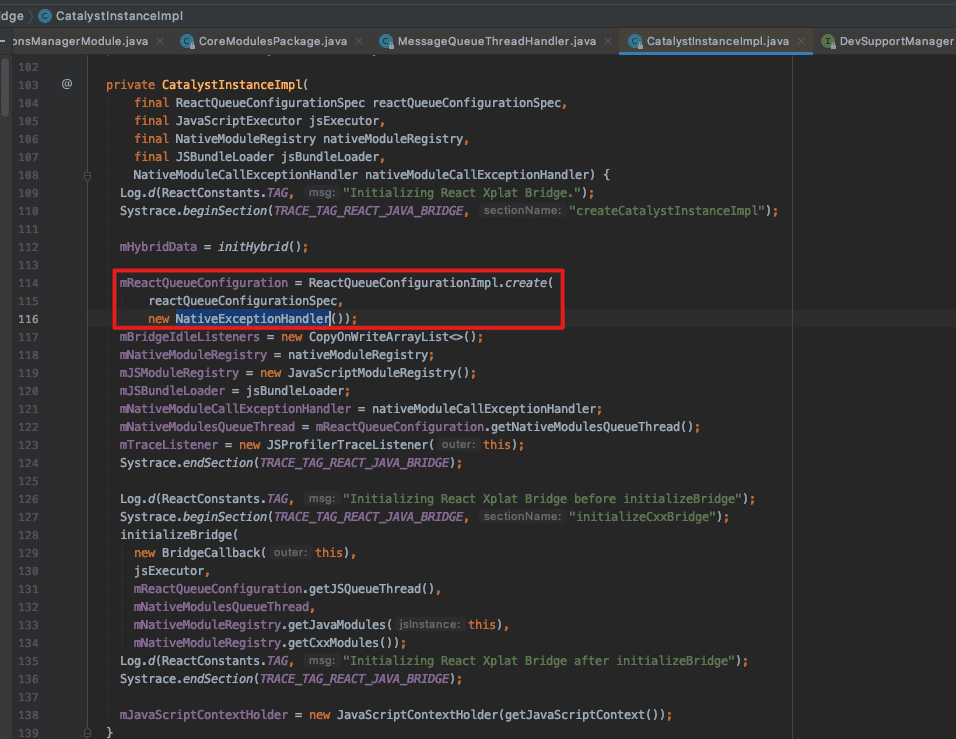 dge CatalystInstanceImpl
onsManagerModule.java CoreModulesPackage.java MessageQueueThreadHandler.java CatalystInstanceImpl.java DevSupportManager
102
103 @ private CatalystInstanceImpl(
104 final ReactQueueConfigurationSpec reactQueueConfigurationSpec,
105 final JavaScriptExecutor jsExecutor,
106 final NativeModuleRegistry nativeModuleRegistry,
107 final JSBundleLoader jsBundleLoader,
108 NativeModuleCallExceptionHandler nativeModuleCallExceptionHandler) {
109 Log.d(ReactConstants.TAG, msg: "Initializing React Xplat Bridge.");
110 Systrace.beginSection(TRACE_TAG_REACT_JAVA_BRIDGE, sectionName: "createCatalystInstanceImpl");
111
112 mHybridData = initHybrid();
113
114 mReactQueueConfiguration = ReactQueueConfigurationImpl.create(
115 reactQueueConfigurationSpec,
116 new NativeExceptionHandler());
117 mBridgeIdleListeners = new CopyOnWriteArrayList<>();
118 mNativeModuleRegistry = nativeModuleRegistry;
119 mJSModuleRegistry = new JavaScriptModuleRegistry();
120 mJSBundleLoader = jsBundleLoader;
121 mNativeModuleCallExceptionHandler = nativeModuleCallExceptionHandler;
122 mNativeModulesQueueThread = mReactQueueConfiguration.getNativeModulesQueueThread();
123 mTraceListener = new JSProfilerTraceListener( outer: this);
124 Systrace.endSection(TRACE_TAG_REACT_JAVA_BRIDGE);
125
126 Log.d(ReactConstants.TAG, msg: "Initializing React Xplat Bridge before initializeBridge");
127 Systrace.beginSection(TRACE_TAG_REACT_JAVA_BRIDGE, sectionName: "initializeCxxBridge");
128 initializeBridge(
129 new BridgeCallback( outer: this),
130 jsExecutor,
131 mReactQueueConfiguration.getJSQueueThread(),
132 mNativeModulesQueueThread,
133 mNativeModuleRegistry.getJavaModules( jsInstance: this),
134 mNativeModuleRegistry.getCxxModules());
135 Log.d(ReactConstants.TAG, msg: "Initializing React Xplat Bridge after initializeBridge");
136 Systrace.endSection(TRACE_TAG_REACT_JAVA_BRIDGE);
137
138 mJavaScriptContextHolder = new JavaScriptContextHolder(getJavaScriptContext());
139 }